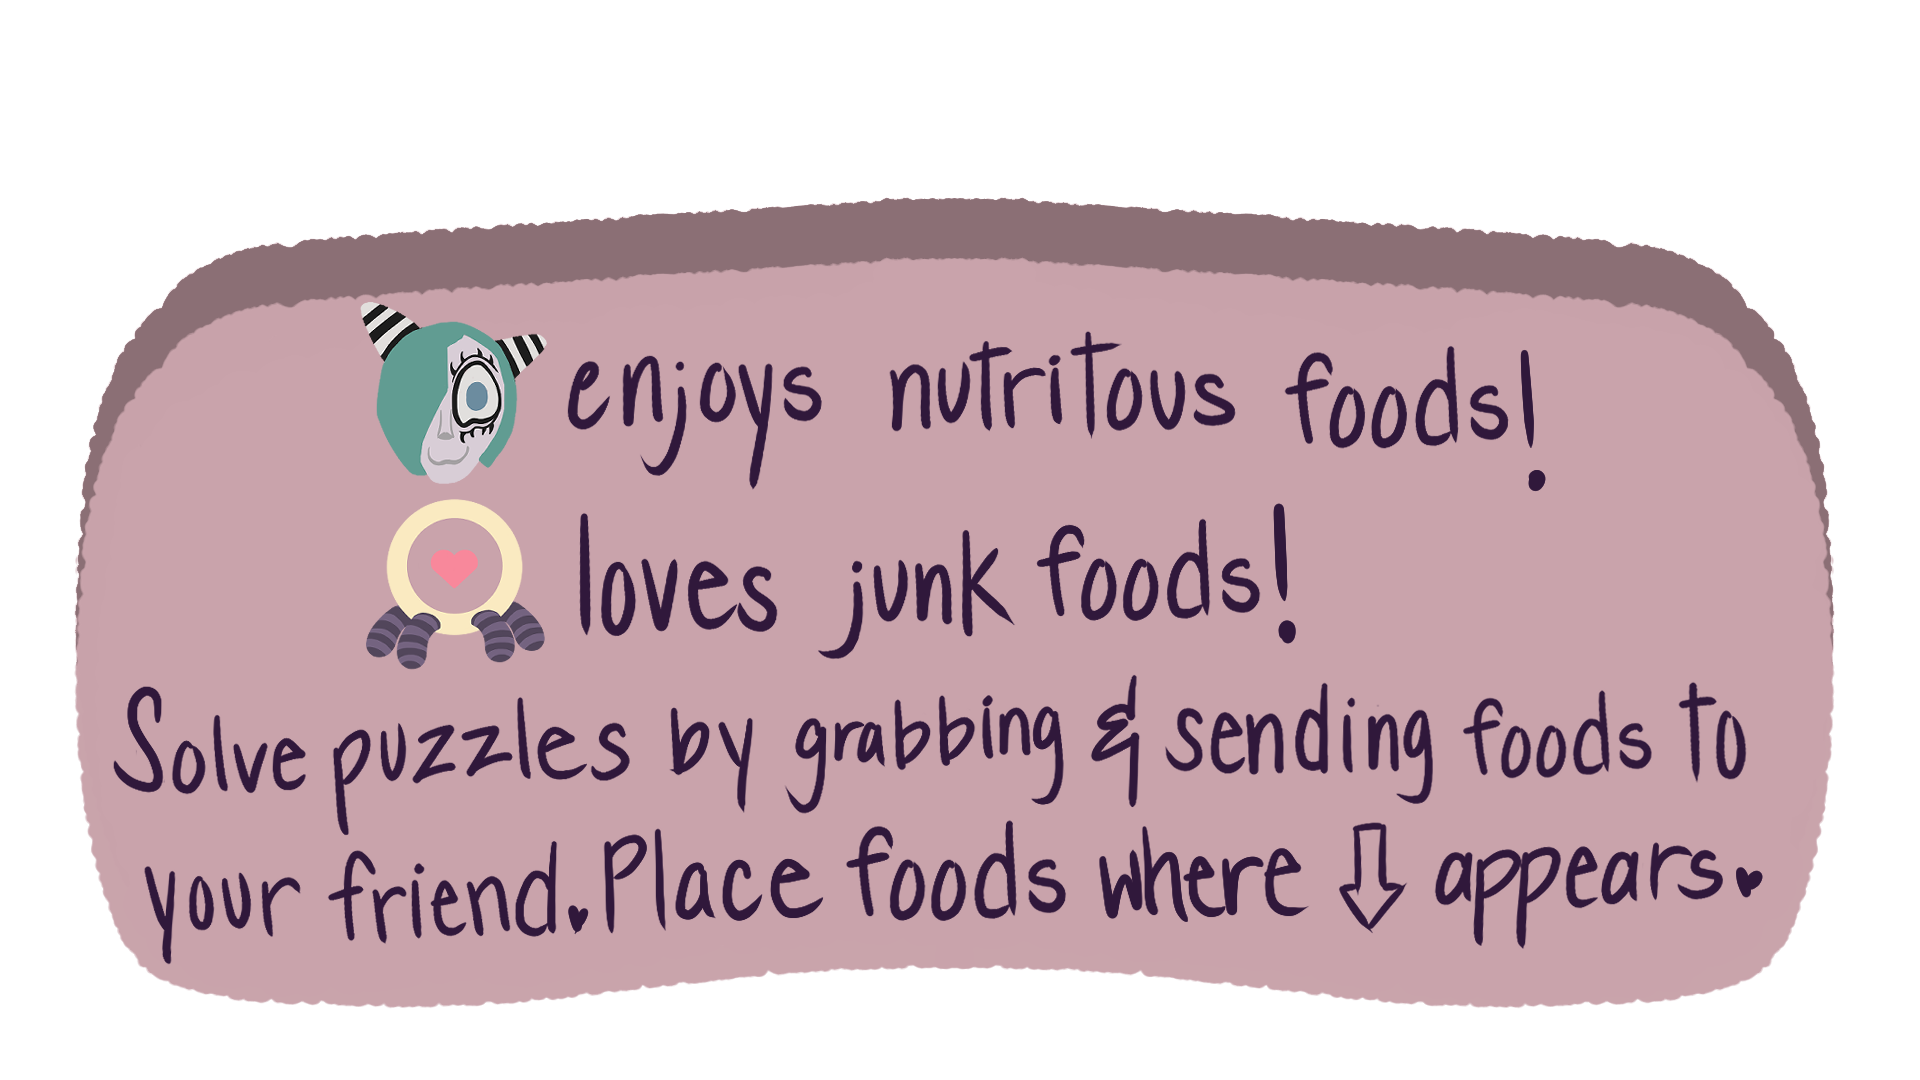 enjoys nutritous foods!
loves junk foods!
Solve puzzles by grabbing & sending foods to
your friend. Place foods where ⇩ appears.